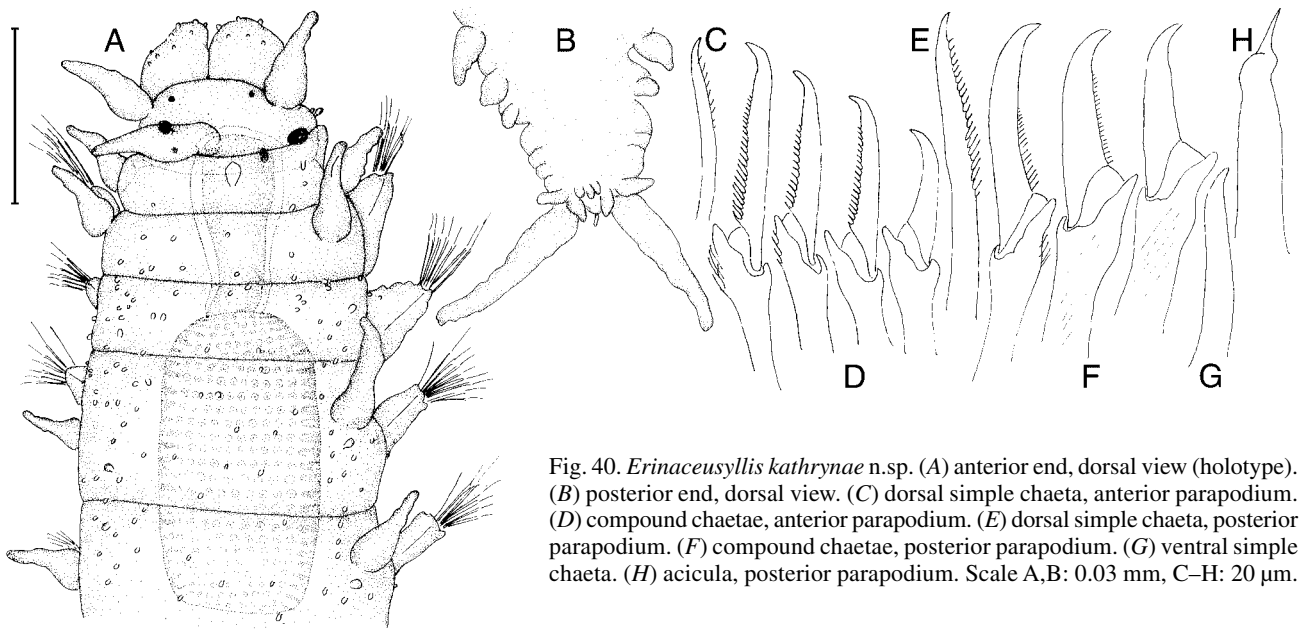 A
B
C
E
H
D
F
G
Fig. 40. Erinaceusyllis kathrynae n.sp. (A) anterior end, dorsal view (holotype).
(B) posterior end, dorsal view. (C) dorsal simple chaeta, anterior parapodium.
(D) compound chaetae, anterior parapodium. (E) dorsal simple chaeta, posterior
parapodium. (F) compound chaetae, posterior parapodium. (G) ventral simple
chaeta. (H) acicula, posterior parapodium. Scale A,B: 0.03 mm, C–H: 20 µm.